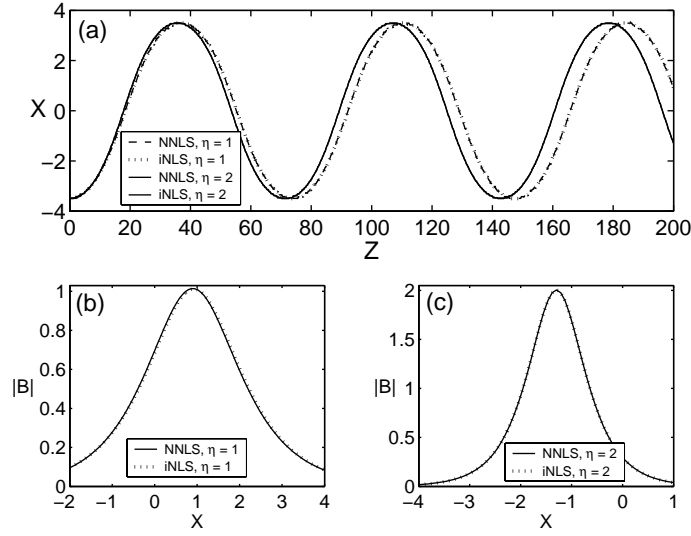 (a)
X
4
2
0
−2
−4
NNLS, η = 1
iNLS, η = 1
NNLS, η = 2
iNLS, η = 2
0 20 40 60 80 100 120 140 160 180 200
Z
(b)
|B|
1
0.8
0.6
0.4
0.2
0
NNLS, η = 1
iNLS, η = 1
−2 −1 0 1 2 3 4
X
(c)
|B|
2
1.5
1
0.5
0
NNLS, η = 2
iNLS, η = 2
−4 −3 −2 −1 0 1
X